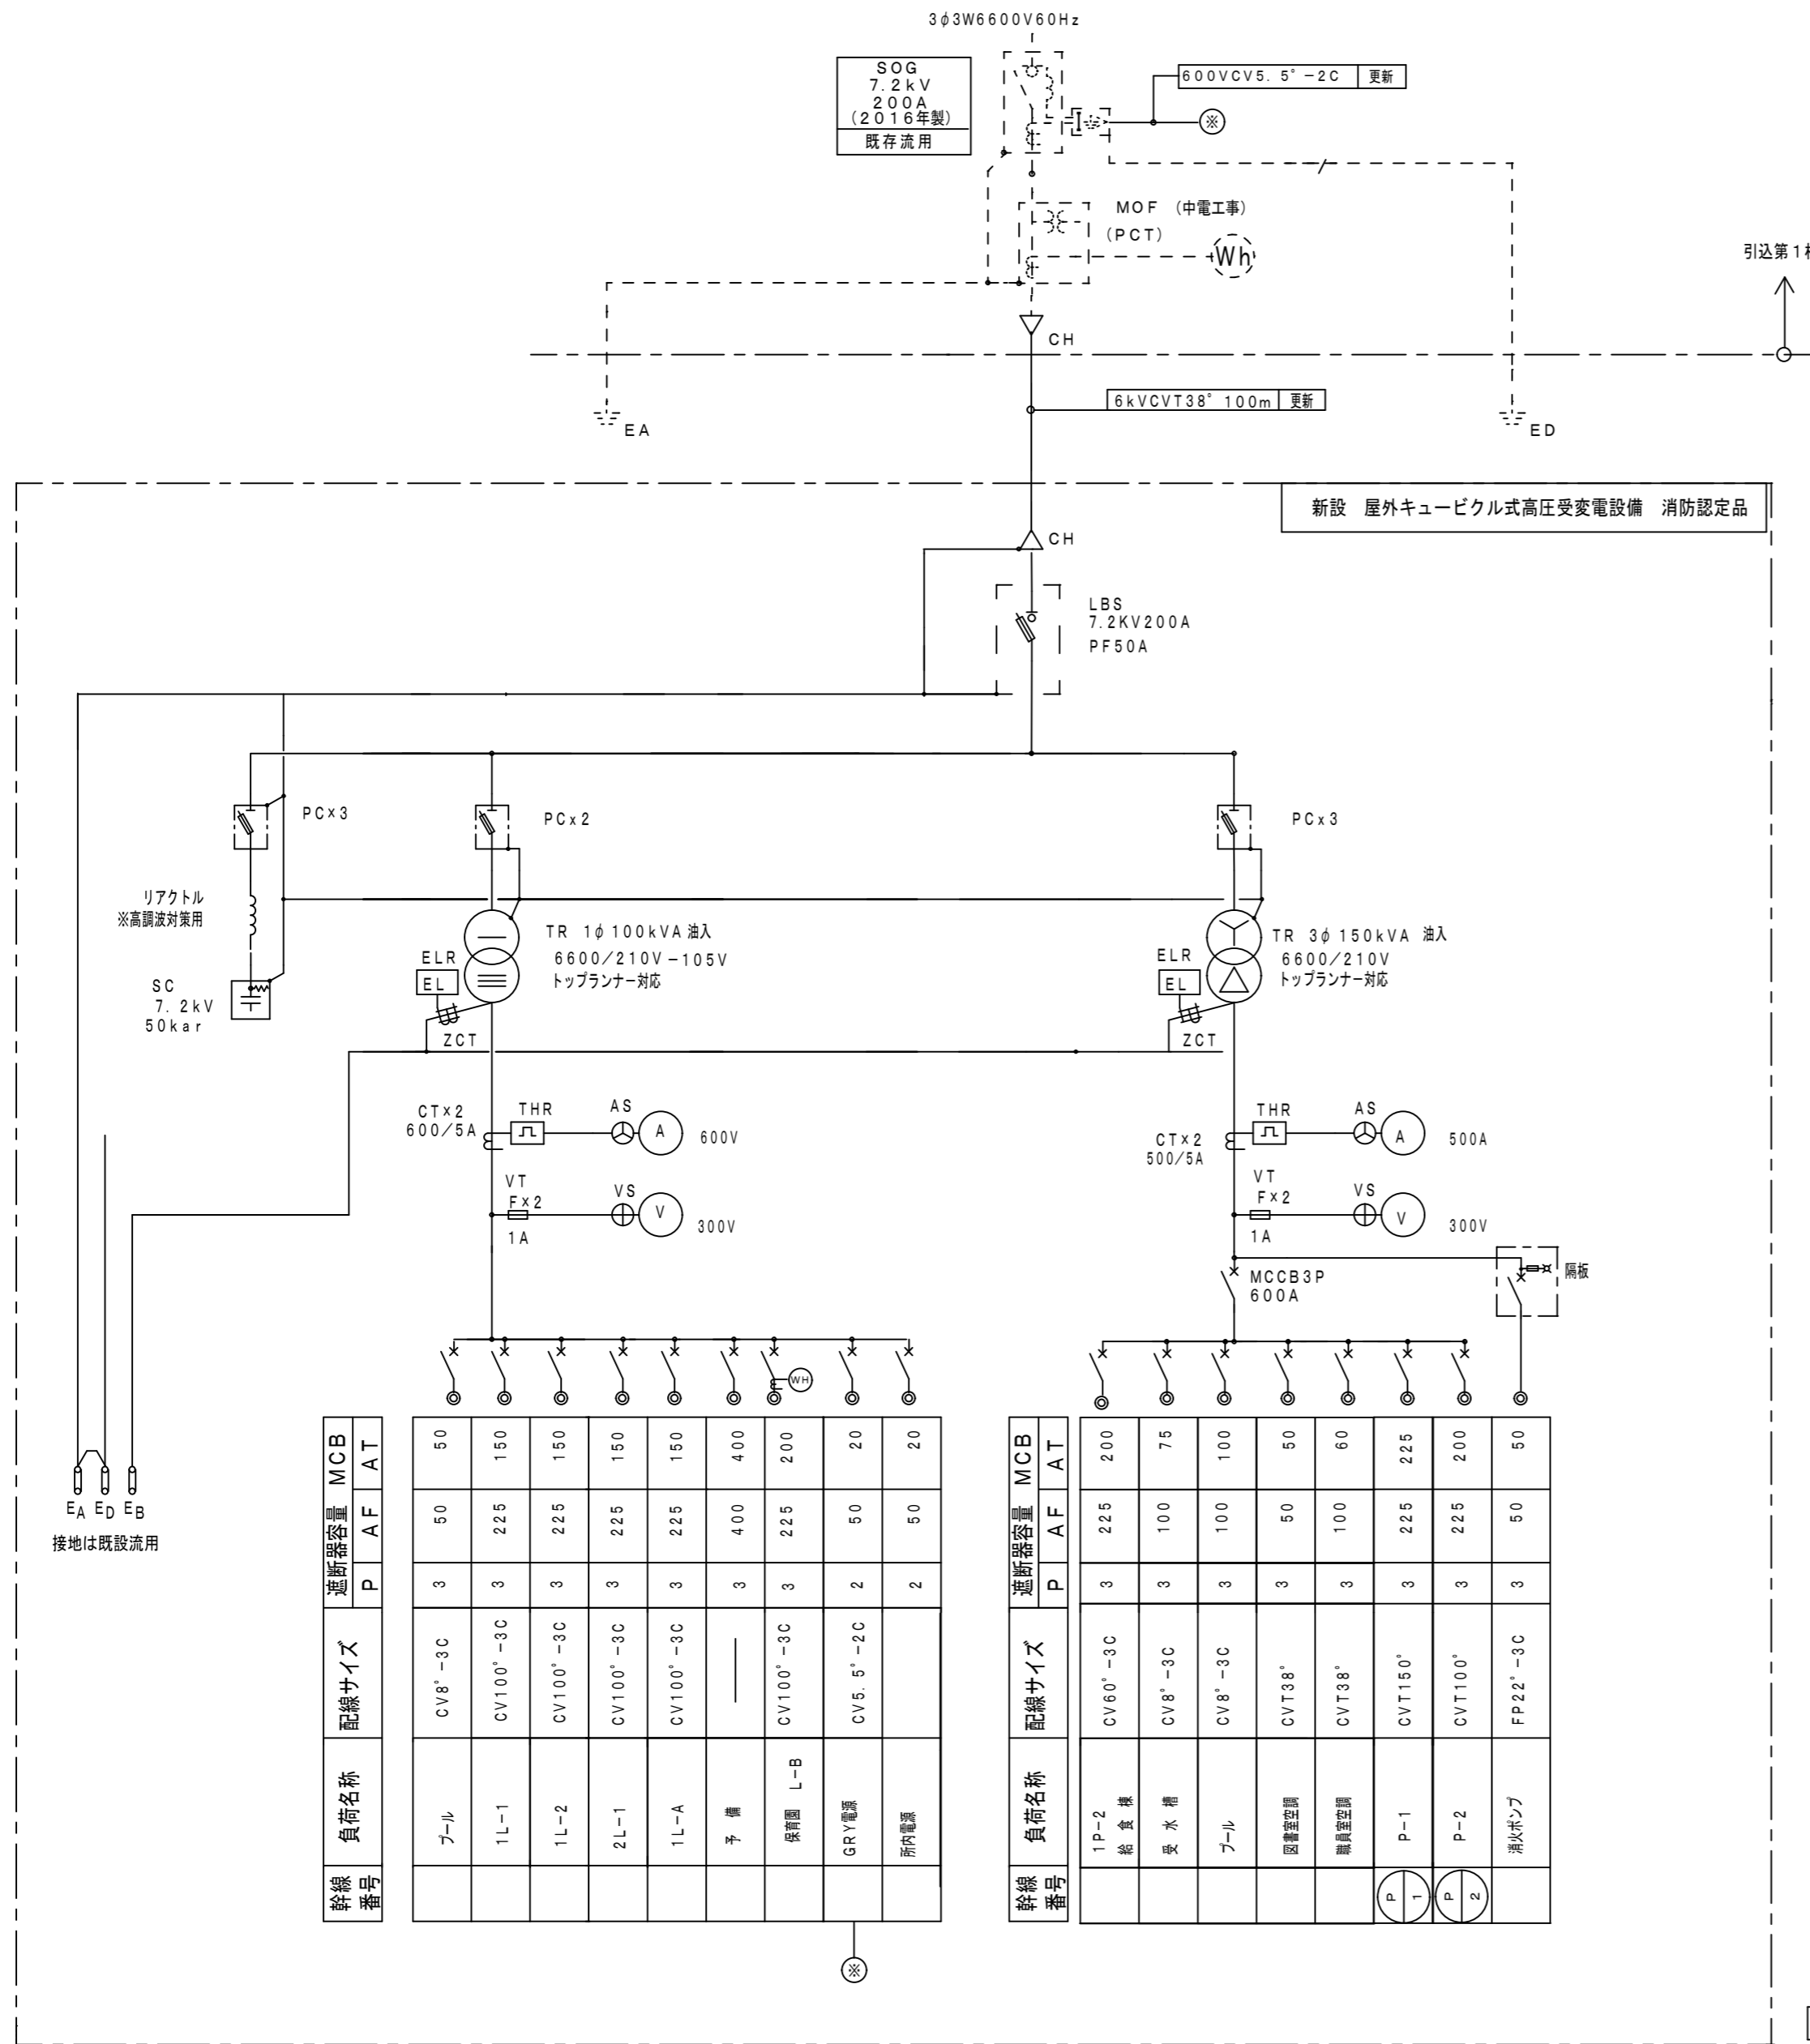 3φ3W6600V60Hz
SOG
7.2kV
200A
(2016年製)
既存流用
600VCV5.5°-2C 更新
※
MOF (中電工事)
(PCT)
Wh
引込第1
CH
6kVCVT38° 100m 更新
EA
ED
新設 屋外キュービクル式高圧受変電設備 消防認定品
CH
LBS
7.2KV200A
PF50A
PC×3
PCx2
PCx3
リアクトル
※高調波対策用
SC
7.2kV
50kar
TR 1φ100kVA 油入
6600/210V-105V
トップランナー対応
ELR
EL
ZCT
TR 3φ150kVA 油入
6600/210V
トップランナー対応
ELR
EL
ZCT
CT×2
600/5A
THR
AS
A
600V
VT
F×2
1A
VS
V
300V
CT×2
500/5A
THR
AS
A
500A
VT
F×2
1A
VS
V
300V
MCCB3P
600A
隔板
WH
EA ED EB
接地は既設流用
遮断器容量 MCB
P AF AT
配線サイズ
負荷名称
幹線番号
プール CV8°-3C 3 50 50
1L-1 CV100°-3C 3 225 150
1L-2 CV100°-3C 3 225 150
2L-1 CV100°-3C 3 225 150
1L-A CV100°-3C 3 225 150
予備 ── 3 400 400
保育園 L-B CV100°-3C 3 225 200
GRY電源 CV5.5°-2C 2 50 20
所内電源 2 50 20
※
遮断器容量 MCB
P AF AT
配線サイズ
負荷名称
幹線番号
1P-2
給食棟 CV60°-3C 3 225 200
受水槽 CV8°-3C 3 100 75
プール CV8°-3C 3 100 100
図書室空調 CVT38° 3 50 50
職員室空調 CVT38° 3 100 60
P 1 P-1 CVT150° 3 225 225
P 2 P-2 CVT100° 3 225 200
消火ポンプ FP22°-3C 3 50 50